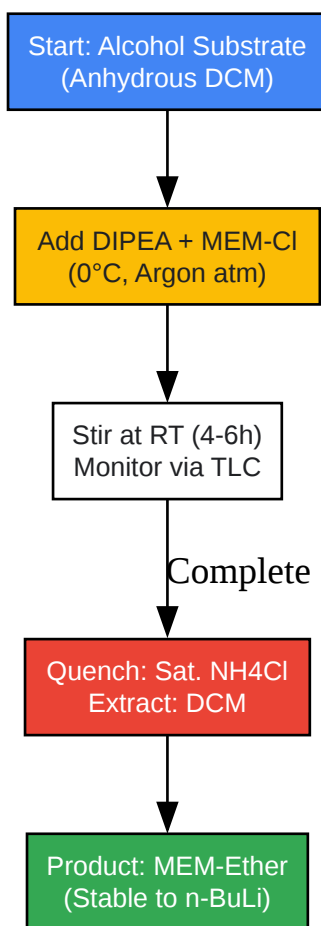 Start: Alcohol Substrate
(Anhydrous DCM)
Add DIPEA + MEM-Cl
(0°C, Argon atm)
Stir at RT (4-6h)
Monitor via TLC
Complete
Quench: Sat. NH4Cl
Extract: DCM
Product: MEM-Ether
(Stable to n-BuLi)